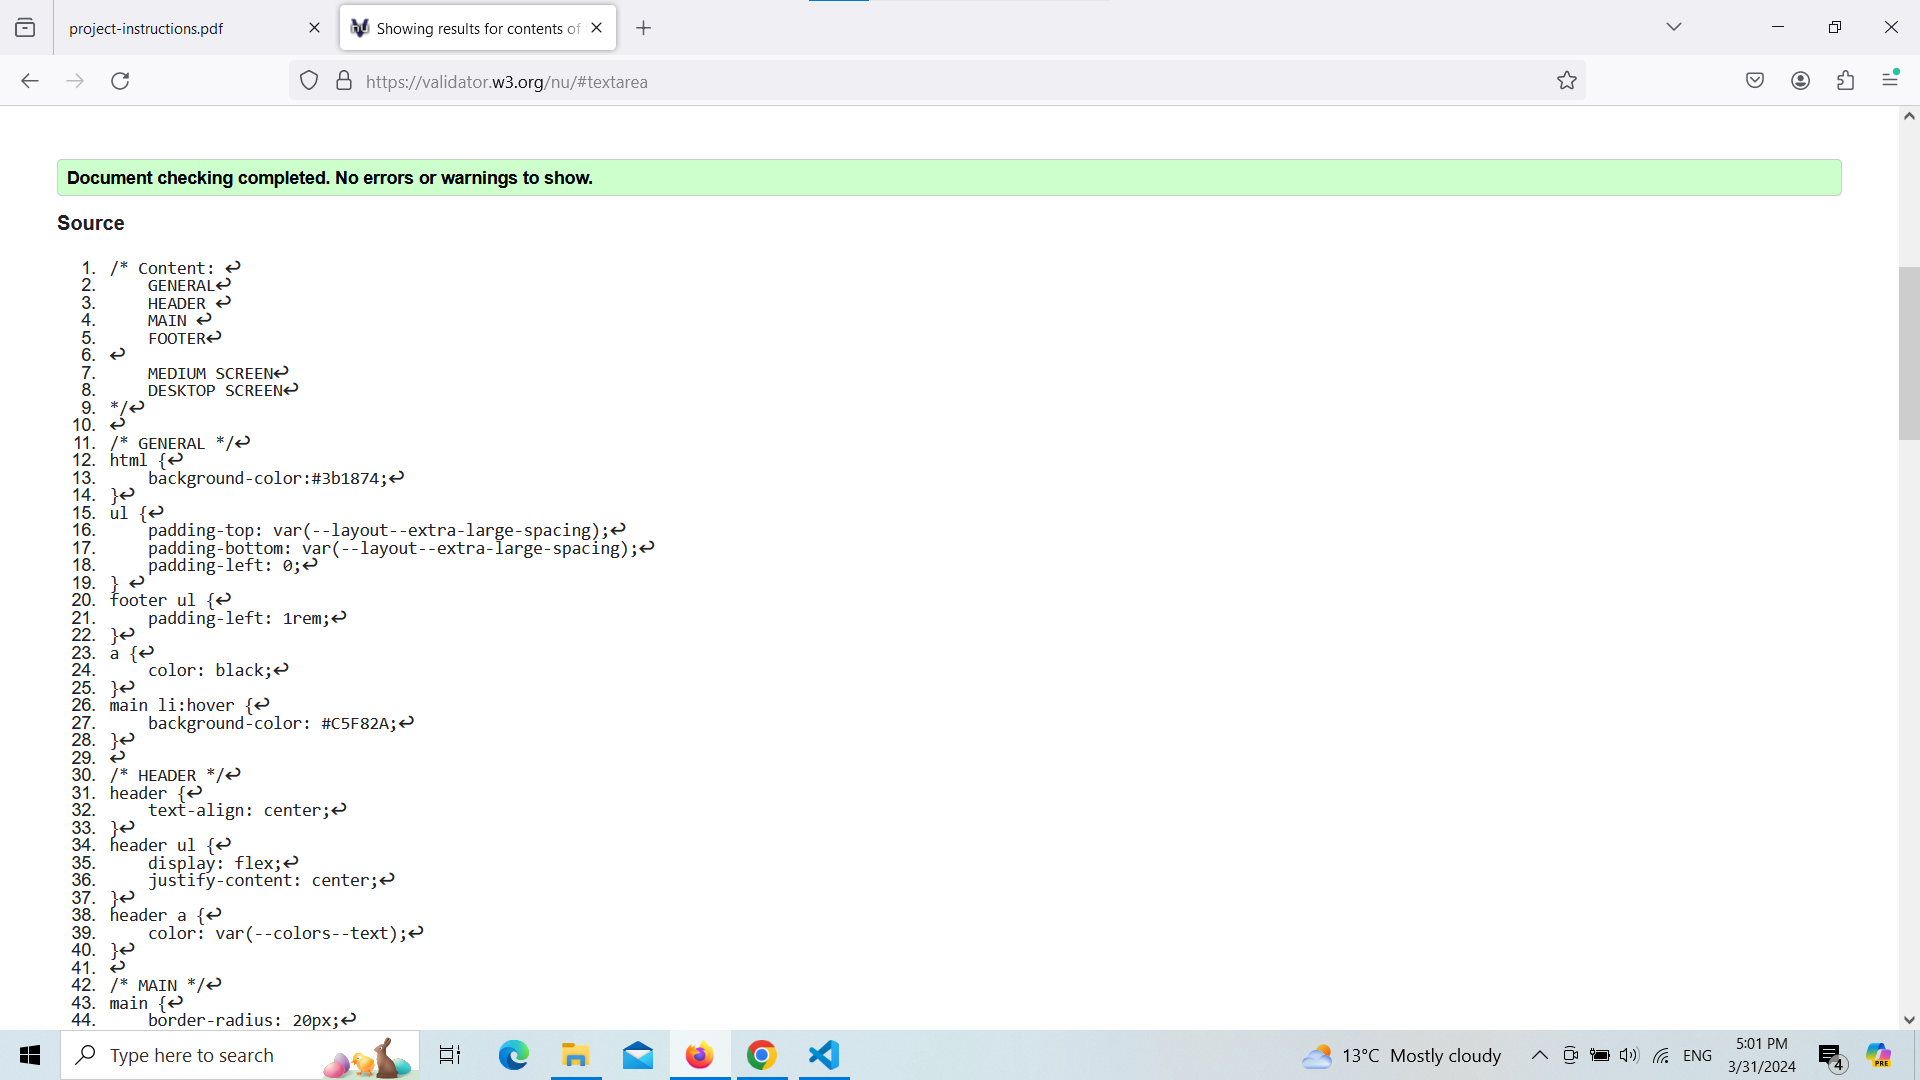 project-instructions.pdf
Showing results for contents of
https://validator.w3.org/nu/#textarea
Document checking completed. No errors or warnings to show.
Source
1. /* Content: ↩
2. GENERAL↩
3. HEADER ↩
4. MAIN ↩
5. FOOTER↩
6. ↩
7. MEDIUM SCREEN↩
8. DESKTOP SCREEN↩
9. */↩
10. ↩
11. /* GENERAL */↩
12. html {↩
13. background-color:#3b1874;↩
14. }↩
15. ul {↩
16. padding-top: var(--layout--extra-large-spacing);↩
17. padding-bottom: var(--layout--extra-large-spacing);↩
18. padding-left: 0;↩
19. } ↩
20. footer ul {↩
21. padding-left: 1rem;↩
22. }↩
23. a {↩
24. color: black;↩
25. }↩
26. main li:hover {↩
27. background-color: #C5F82A;↩
28. }↩
29. ↩
30. /* HEADER */↩
31. header {↩
32. text-align: center;↩
33. }↩
34. header ul {↩
35. display: flex;↩
36. justify-content: center;↩
37. }↩
38. header a {↩
39. color: var(--colors--text);↩
40. }↩
41. ↩
42. /* MAIN */↩
43. main {↩
44. border-radius: 20px;↩
Type here to search
13°C Mostly cloudy
ENG
5:01 PM
3/31/2024
4
PRE